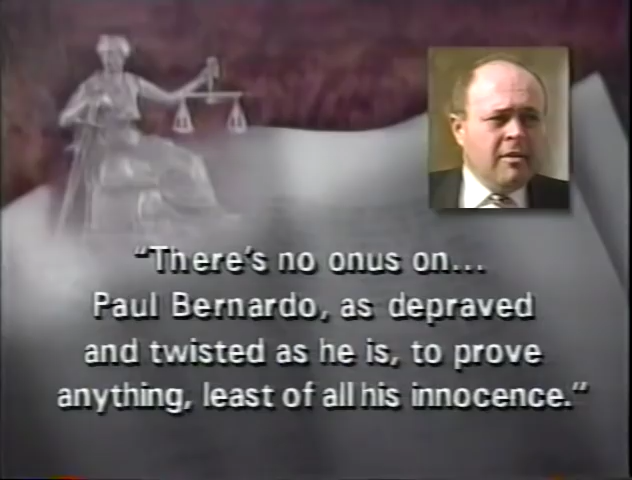 “There's no onus on...
Paul Bernardo, as depraved
and twisted as he is, to prove
anything, least of all his innocence.”